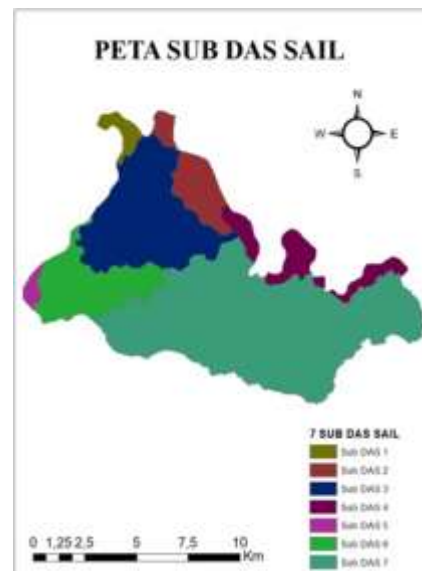 PETA SUB DAS SAIL
N
W E
S
7 SUB DAS SAIL
Sub DAS 1
Sub DAS 2
Sub DAS 3
Sub DAS 4
Sub DAS 5
Sub DAS 6
Sub DAS 7
0 1,25 2,5 5 7,5 10
Km